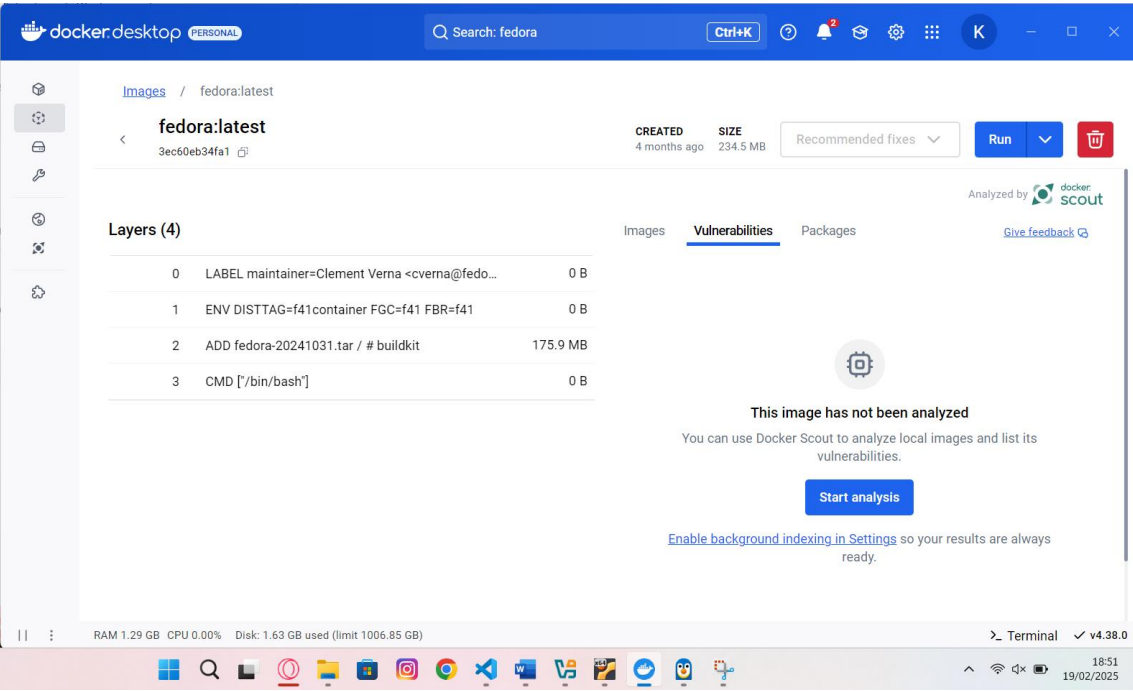 docker.desktop PERSONAL
Search: fedora
Ctrl+K
2
K
Images / fedora:latest
fedora:latest
3ec60eb34fa1
CREATED
4 months ago
SIZE
234.5 MB
Recommended fixes
Run
Analyzed by docker scout
Layers (4)
Images Vulnerabilities Packages
Give feedback
0 LABEL maintainer=Clement Verna <cverna@fedo... 0 B
1 ENV DISTTAG=f41container FGC=f41 FBR=f41 0 B
2 ADD fedora-20241031.tar / # buildkit 175.9 MB
3 CMD ["/bin/bash"] 0 B
This image has not been analyzed
You can use Docker Scout to analyze local images and list its
vulnerabilities.
Start analysis
Enable background indexing in Settings so your results are always
ready.
RAM 1.29 GB CPU 0.00% Disk: 1.63 GB used (limit 1006.85 GB)
>_ Terminal ✓ v4.38.0
18:51
19/02/2025